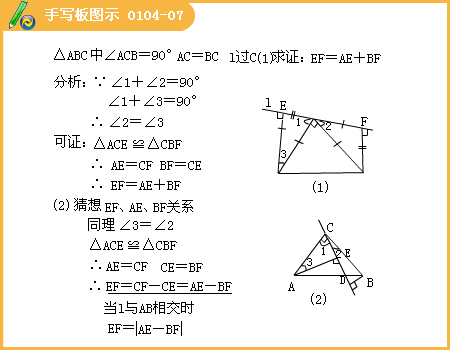 手写板图示 0104-07
△ABC中∠ACB=90° AC=BC l过C(1)求证:EF=AE+BF
分析:∵ ∠1+∠2=90°
∠1+∠3=90°
∴ ∠2=∠3
可证:△ACE≌△CBF
∴ AE=CF BF=CE
∴ EF=AE+BF
l E F
1 2
3
(1)
(2)猜想EF、AE、BF关系
同理∠3=∠2
△ACE≌△CBF
∴AE=CF CE=BF
∴EF=CF-CE=AE-BF
当l与AB相交时
EF=|AE-BF|
C
1 2 E
3
A D B
(2)